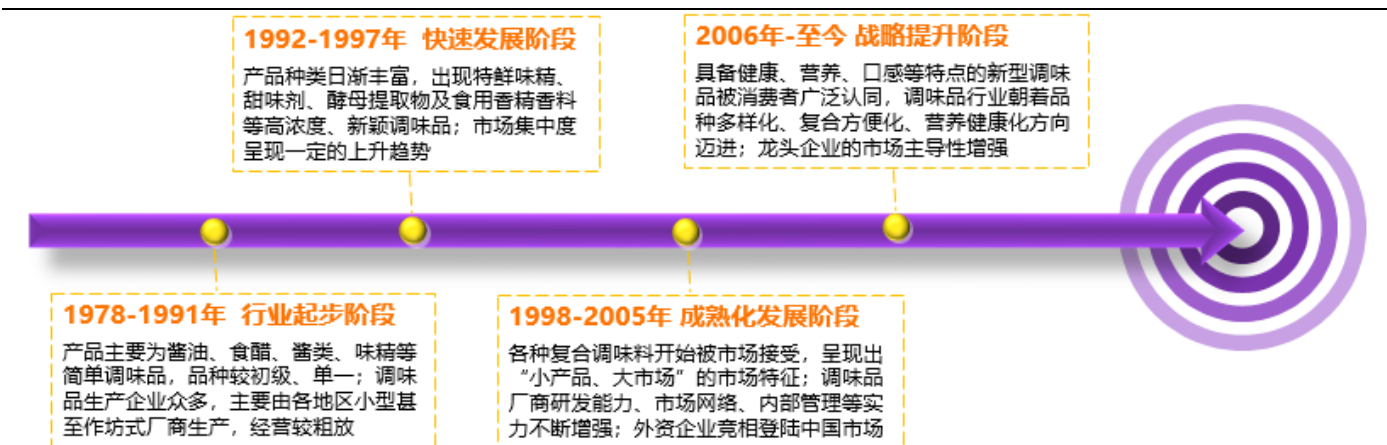 1992-1997年 快速发展阶段
产品种类日渐丰富，出现特鲜味精、
甜味剂、酵母提取物及食用香精香料
等高浓度、新颖调味品；市场集中度
呈现一定的上升趋势
2006年-至今 战略提升阶段
具备健康、营养、口感等特点的新型调味
品被消费者广泛认同，调味品行业朝着品
种多样化、复合方便化、营养健康化方向
迈进；龙头企业的市场主导性增强
1978-1991年 行业起步阶段
产品主要为酱油、食醋、酱类、味精等
简单调味品，品种较初级、单一；调味
品生产企业众多，主要由各地区小型甚
至作坊式厂商生产，经营较粗放
1998-2005年 成熟化发展阶段
各种复合调味料开始被市场接受，呈现出
“小产品、大市场”的市场特征；调味品
厂商研发能力、市场网络、内部管理等实
力不断增强；外资企业竞相登陆中国市场